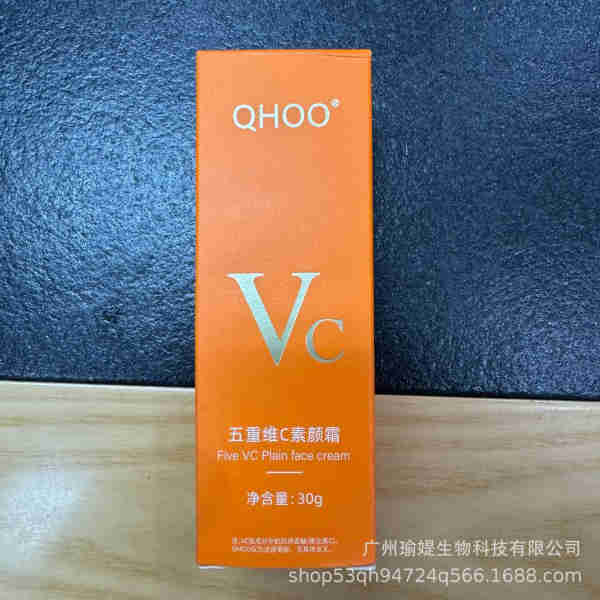 QHOO®
VC
五重维C素颜霜
Five VC Plain face cream
净含量:30g
广州瑜媞生物科技有限公司
shop53qh94724q566.1688.com